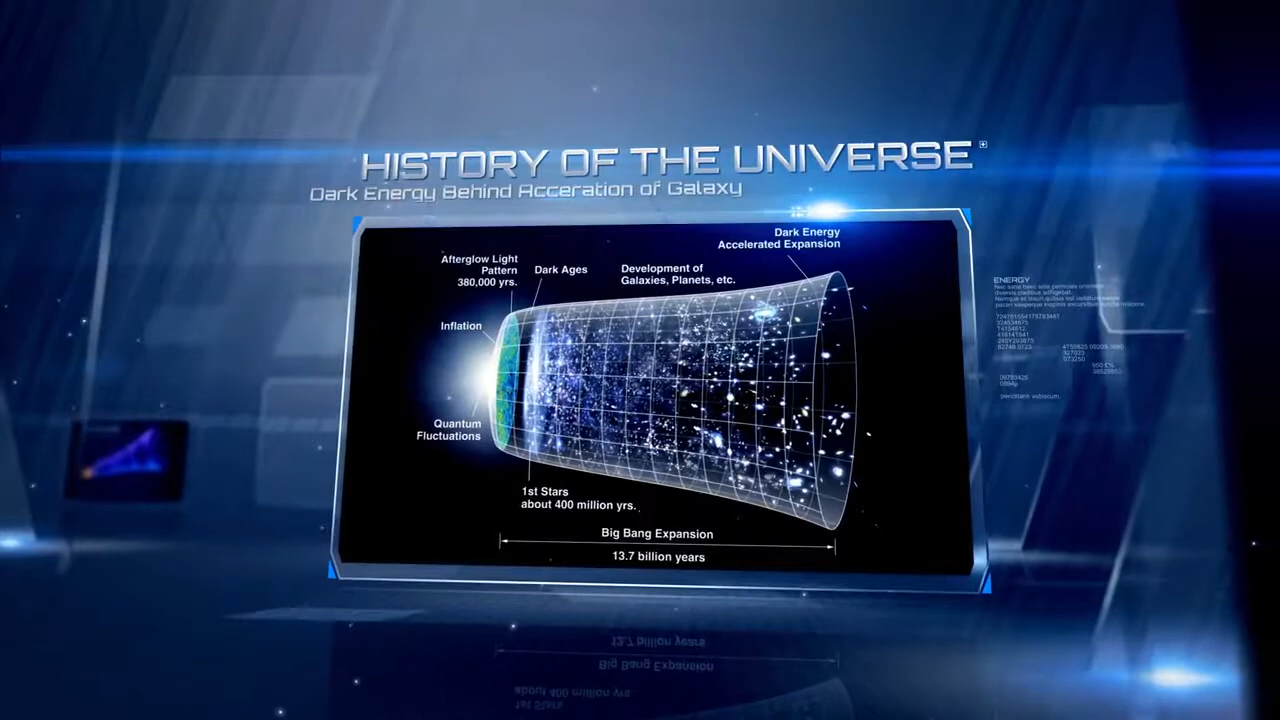 HISTORY OF THE UNIVERSE
Dark Energy Behind Acceration of Galaxy
Dark Energy
Accelerated Expansion
Afterglow Light
Pattern
380,000 yrs.
Dark Ages
Development of
Galaxies, Planets, etc.
Inflation
Quantum
Fluctuations
1st Stars
about 400 million yrs.
Big Bang Expansion
13.7 billion years
ENERGY